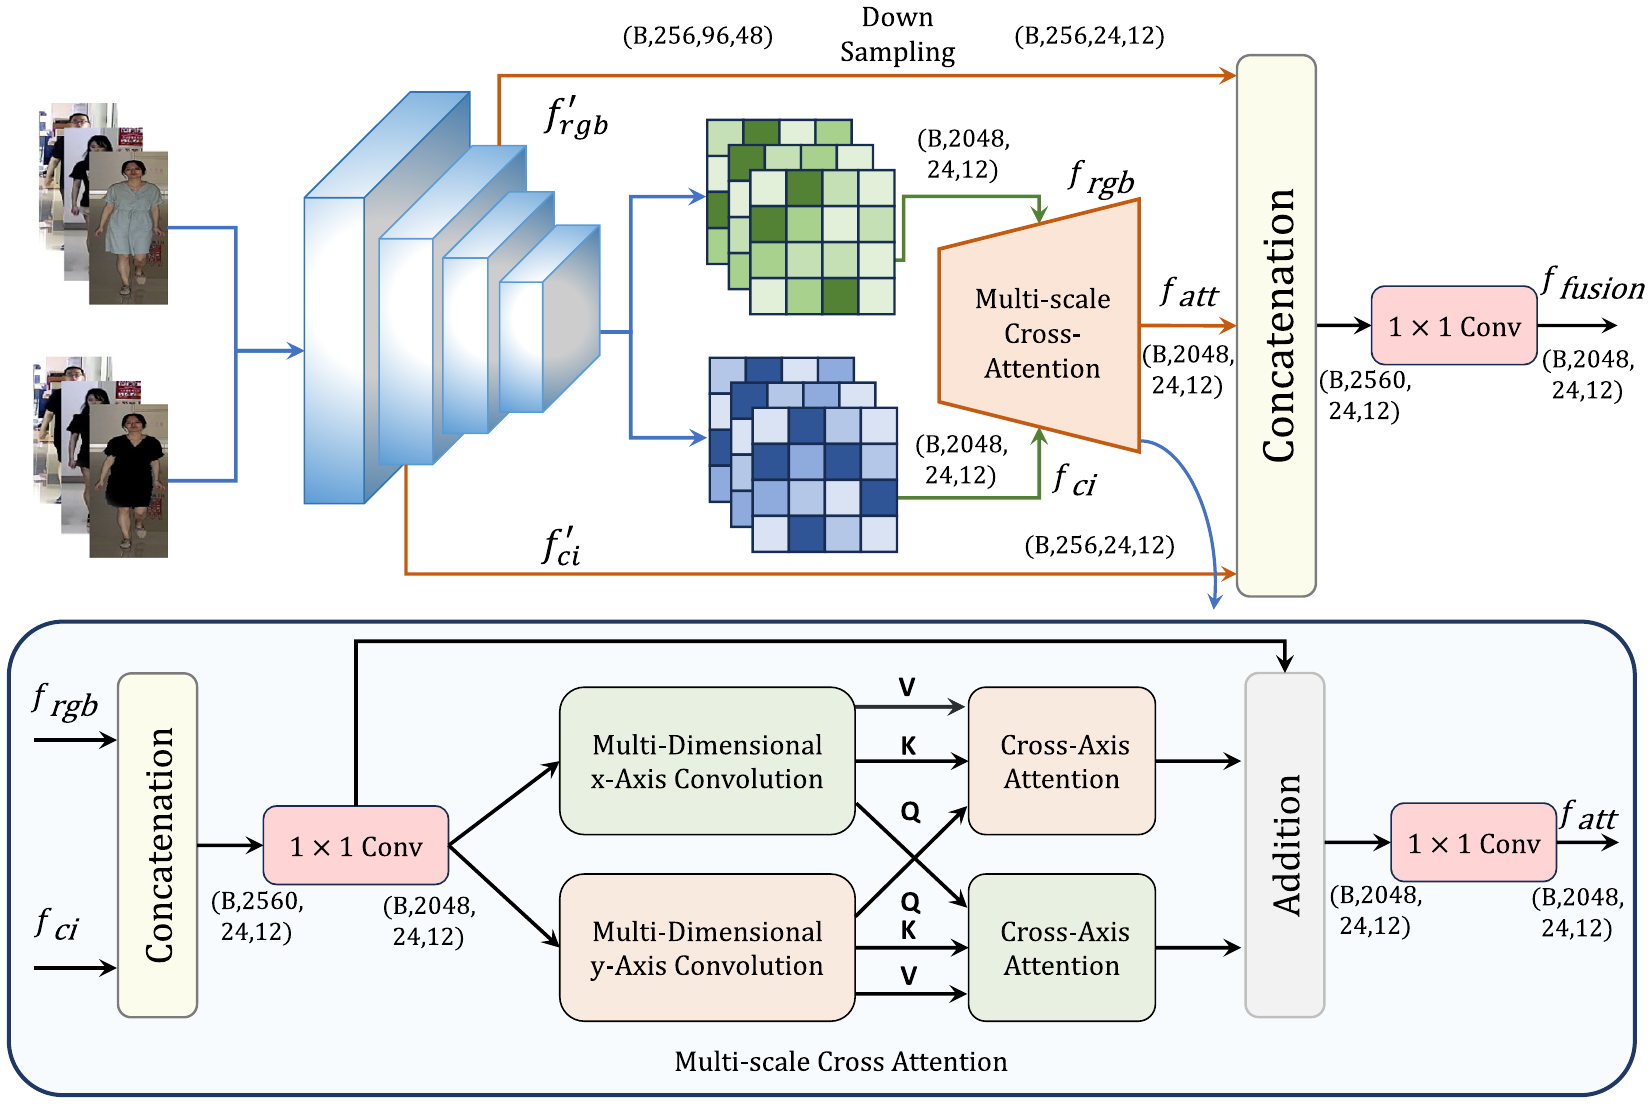 Down
Sampling
(B,256,96,48)
(B,256,24,12)
f'rgb
(B,2048,
24,12)
f rgb
Multi-scale
Cross-
Attention
f att
(B,2048,
24,12)
Concatenation
(B,2560,
24,12)
1 × 1 Conv
f fusion
(B,2048,
24,12)
(B,2048,
24,12)
f ci
f'ci
(B,256,24,12)
f rgb
f ci
Concatenation
(B,2560,
24,12)
1 × 1 Conv
(B,2048,
24,12)
Multi-Dimensional
x-Axis Convolution
V
K
Q
Cross-Axis
Attention
Multi-Dimensional
y-Axis Convolution
Q
K
V
Cross-Axis
Attention
Addition
(B,2048,
24,12)
1 × 1 Conv
f att
(B,2048,
24,12)
Multi-scale Cross Attention